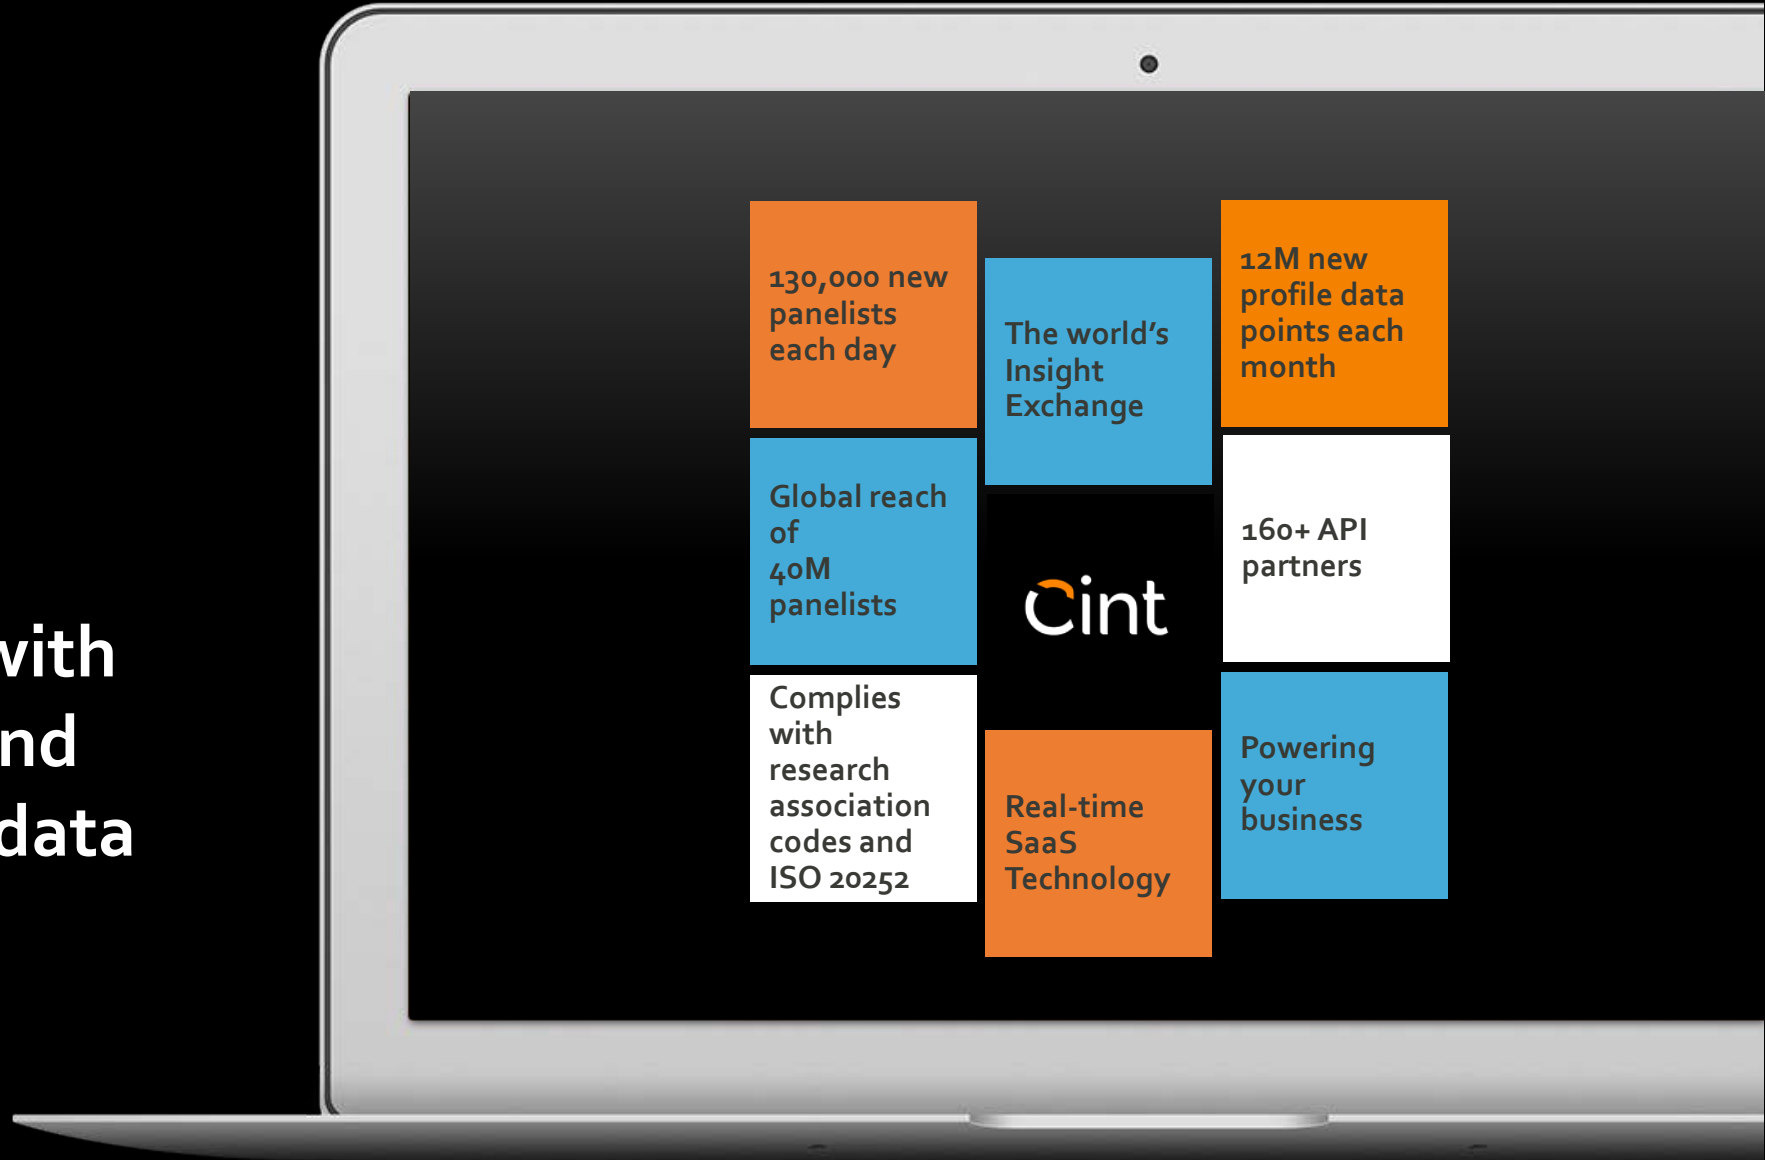 with
nd
data
130,000 new
panelists
each day
The world’s
Insight
Exchange
12M new
profile data
points each
month
Global reach
of
40M
panelists
Cint
160+ API
partners
Complies
with
research
association
codes and
ISO 20252
Real-time
SaaS
Technology
Powering
your
business